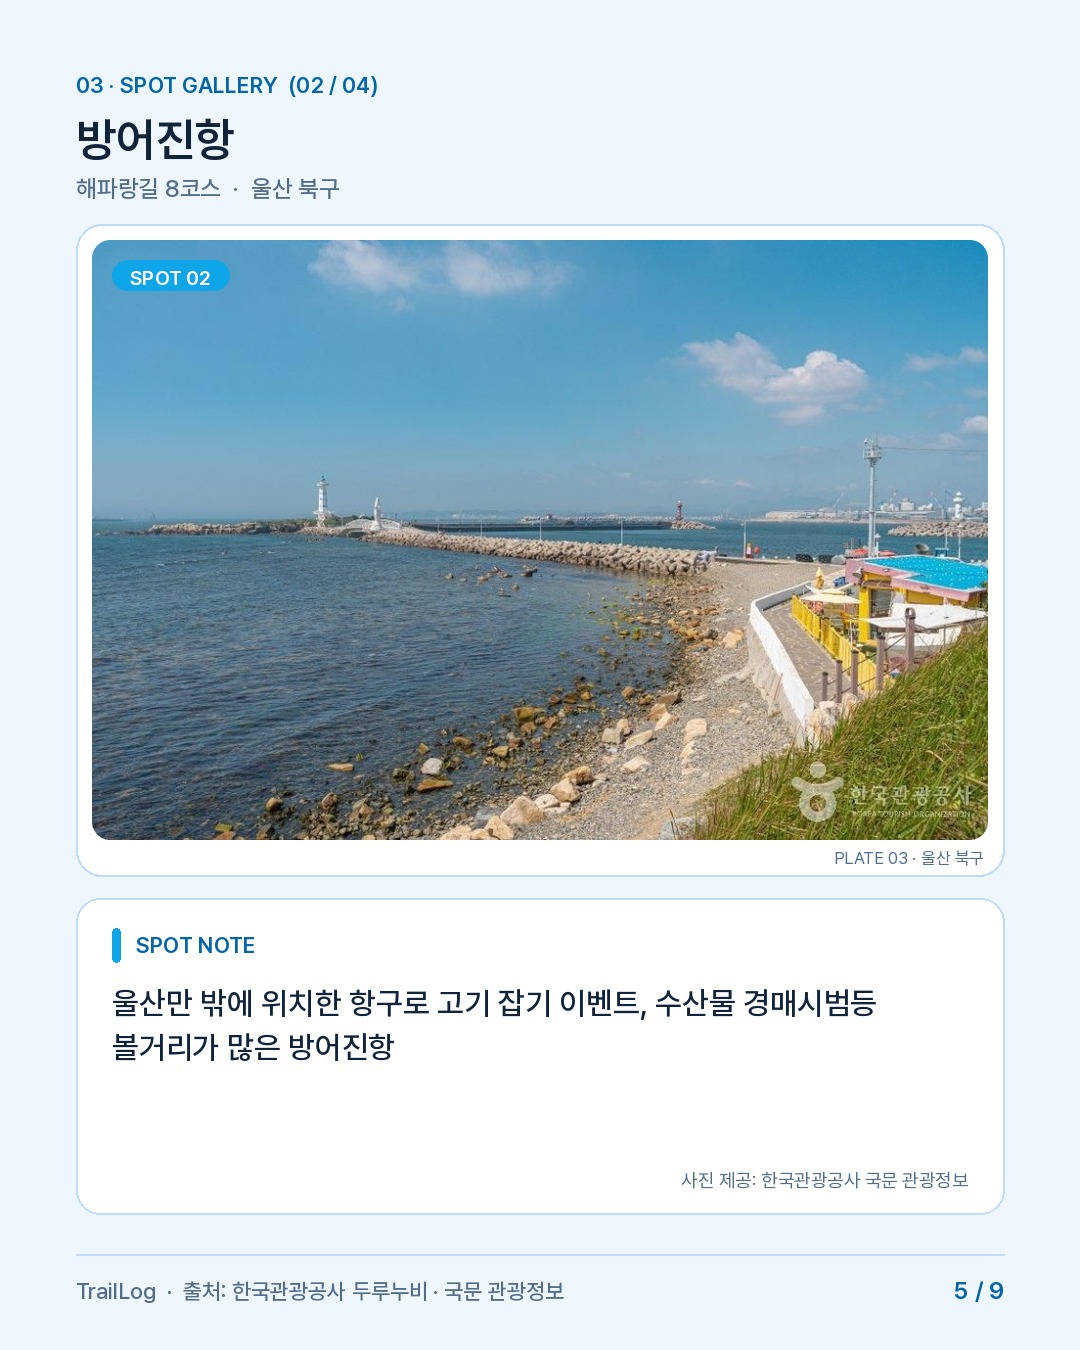 03 · SPOT GALLERY (02 / 04)
방어진항
해파랑길 8코스 · 울산 북구
SPOT 02
한국관광공사
KOREA TOURISM ORGANIZATION
PLATE 03 · 울산 북구
SPOT NOTE
울산만 밖에 위치한 항구로 고기 잡기 이벤트, 수산물 경매시범등
볼거리가 많은 방어진항
사진 제공: 한국관광공사 국문 관광정보
TrailLog · 출처: 한국관광공사 두루누비 · 국문 관광정보
5 / 9